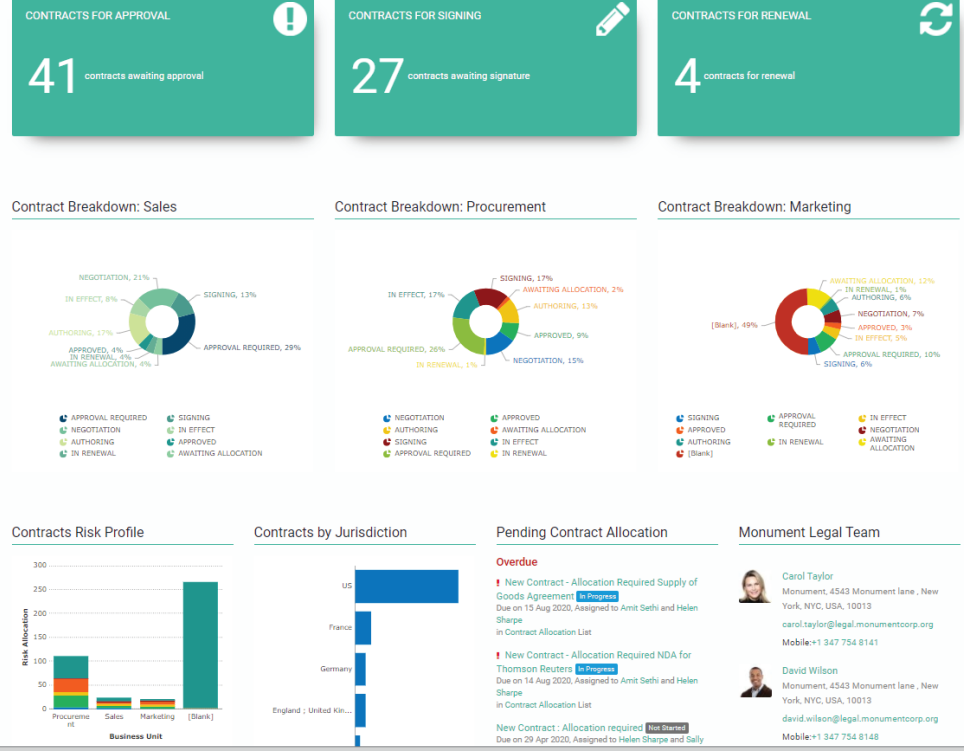 CONTRACTS FOR APPROVAL
41 contracts awaiting approval
CONTRACTS FOR SIGNING
27 contracts awaiting signature
CONTRACTS FOR RENEWAL
4 contracts for renewal
Contract Breakdown: Sales
NEGOTIATION, 21%
IN EFFECT, 8%
SIGNING, 13%
AUTHORING, 17%
APPROVED, 4%
IN RENEWAL, 4%
AWAITING ALLOCATION, 4%
APPROVAL REQUIRED, 29%
APPROVAL REQUIRED
SIGNING
NEGOTIATION
IN EFFECT
AUTHORING
APPROVED
IN RENEWAL
AWAITING ALLOCATION
Contract Breakdown: Procurement
SIGNING, 17%
AWAITING ALLOCATION, 2%
IN EFFECT, 17%
AUTHORING, 13%
APPROVED, 9%
APPROVAL REQUIRED, 26%
NEGOTIATION, 15%
IN RENEWAL, 1%
NEGOTIATION
APPROVED
AUTHORING
AWAITING ALLOCATION
SIGNING
IN EFFECT
APPROVAL REQUIRED
IN RENEWAL
Contract Breakdown: Marketing
AWAITING ALLOCATION, 12%
IN RENEWAL, 1%
AUTHORING, 6%
NEGOTIATION, 7%
[Blank], 49%
APPROVED, 3%
IN EFFECT, 5%
APPROVAL REQUIRED, 10%
SIGNING, 6%
SIGNING
APPROVAL
REQUIRED
IN EFFECT
APPROVED
NEGOTIATION
AUTHORING
IN RENEWAL
AWAITING
ALLOCATION
[Blank]
Contracts Risk Profile
300
250
200
150
100
50
0
Risk Allocation
Procureme
nt
Sales
Marketing
[Blank]
Business Unit
Contracts by Jurisdiction
US
France
Germany
England ; United Kin...
Pending Contract Allocation
Overdue
! New Contract - Allocation Required Supply of
Goods Agreement In Progress
Due on 15 Aug 2020, Assigned to Amit Sethi and Helen
Sharpe
in Contract Allocation List
! New Contract - Allocation Required NDA for
Thomson Reuters In Progress
Due on 14 Aug 2020, Assigned to Amit Sethi and Helen
Sharpe
in Contract Allocation List
New Contract : Allocation required Not Started
Due on 29 Apr 2020, Assigned to Helen Sharpe and Sally
Monument Legal Team
Carol Taylor
Monument, 4543 Monument lane , New
York, NYC, USA, 10013
carol.taylor@legal.monumentcorp.org
Mobile:+1 347 754 8141
David Wilson
Monument, 4543 Monument lane , New
York, NYC, USA, 10013
david.wilson@legal.monumentcorp.org
Mobile:+1 347 754 8148